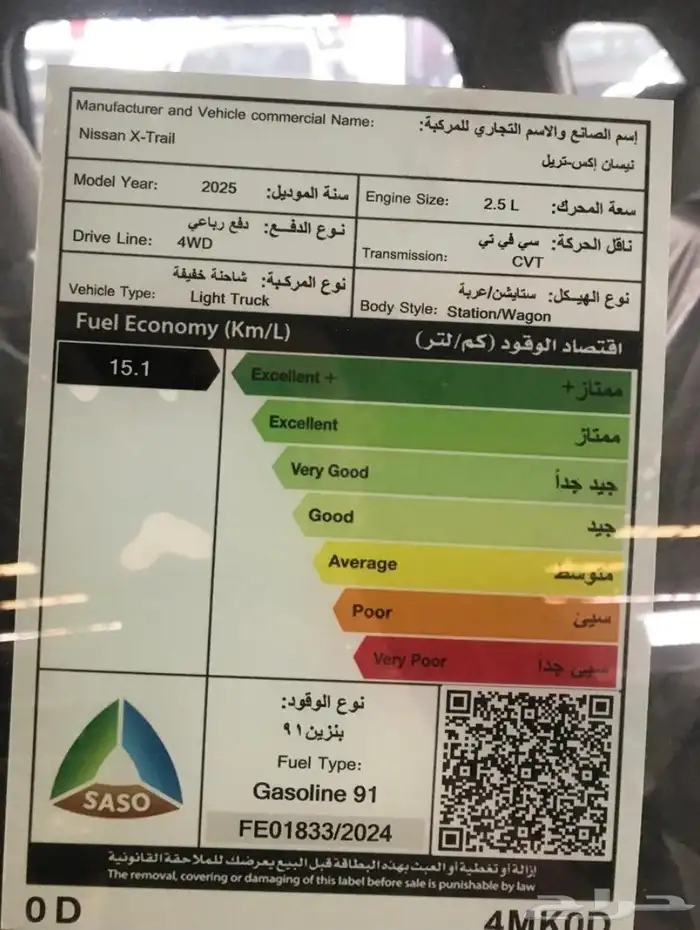 Manufacturer and Vehicle commercial Name:
إسم الصانع والاسم التجاري للمركبة:
Nissan X-Trail
نيسان إكس-تريل
Model Year: 2025 سنة الموديل:
Engine Size: 2.5 L سعة المحرك:
نوع الدفـــع: دفع رباعي
Drive Line: 4WD
ناقل الحركة: سي في تي
Transmission: CVT
نوع المركبة: شاحنة خفيفة
Vehicle Type: Light Truck
نوع الهيكل: ستايشن/عربة
Body Style: Station/Wagon
Fuel Economy (Km/L)
اقتصاد الوقود (كم/لتر)
15.1
Excellent + ممتاز+
Excellent ممتاز
Very Good جيد جداً
Good جيد
Average متوسط
Poor سيئ
Very Poor سيئ جدا
SASO
نوع الوقود:
بنزين ٩١
Fuel Type:
Gasoline 91
FE01833/2024
إزالة أو تغطية أو العبث بهذه البطاقة قبل البيع يعرضك للملاحقة القانونية
The removal, covering or damaging of this label before sale is punishable by law
0 D
4MK0D
حراج